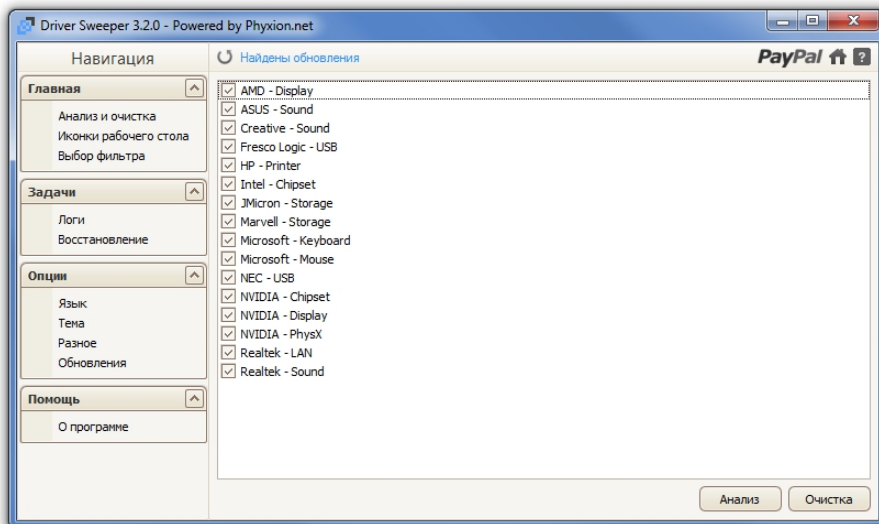 Driver Sweeper 3.2.0 - Powered by Phyxion.net
Навигация
Найдены обновления
PayPal
?
Главная
Анализ и очистка
Иконки рабочего стола
Выбор фильтра
Задачи
Логи
Восстановление
Опции
Язык
Тема
Разное
Обновления
Помощь
О программе
AMD - Display
ASUS - Sound
Creative - Sound
Fresco Logic - USB
HP - Printer
Intel - Chipset
JMicron - Storage
Marvell - Storage
Microsoft - Keyboard
Microsoft - Mouse
NEC - USB
NVIDIA - Chipset
NVIDIA - Display
NVIDIA - PhysX
Realtek - LAN
Realtek - Sound
Анализ
Очистка